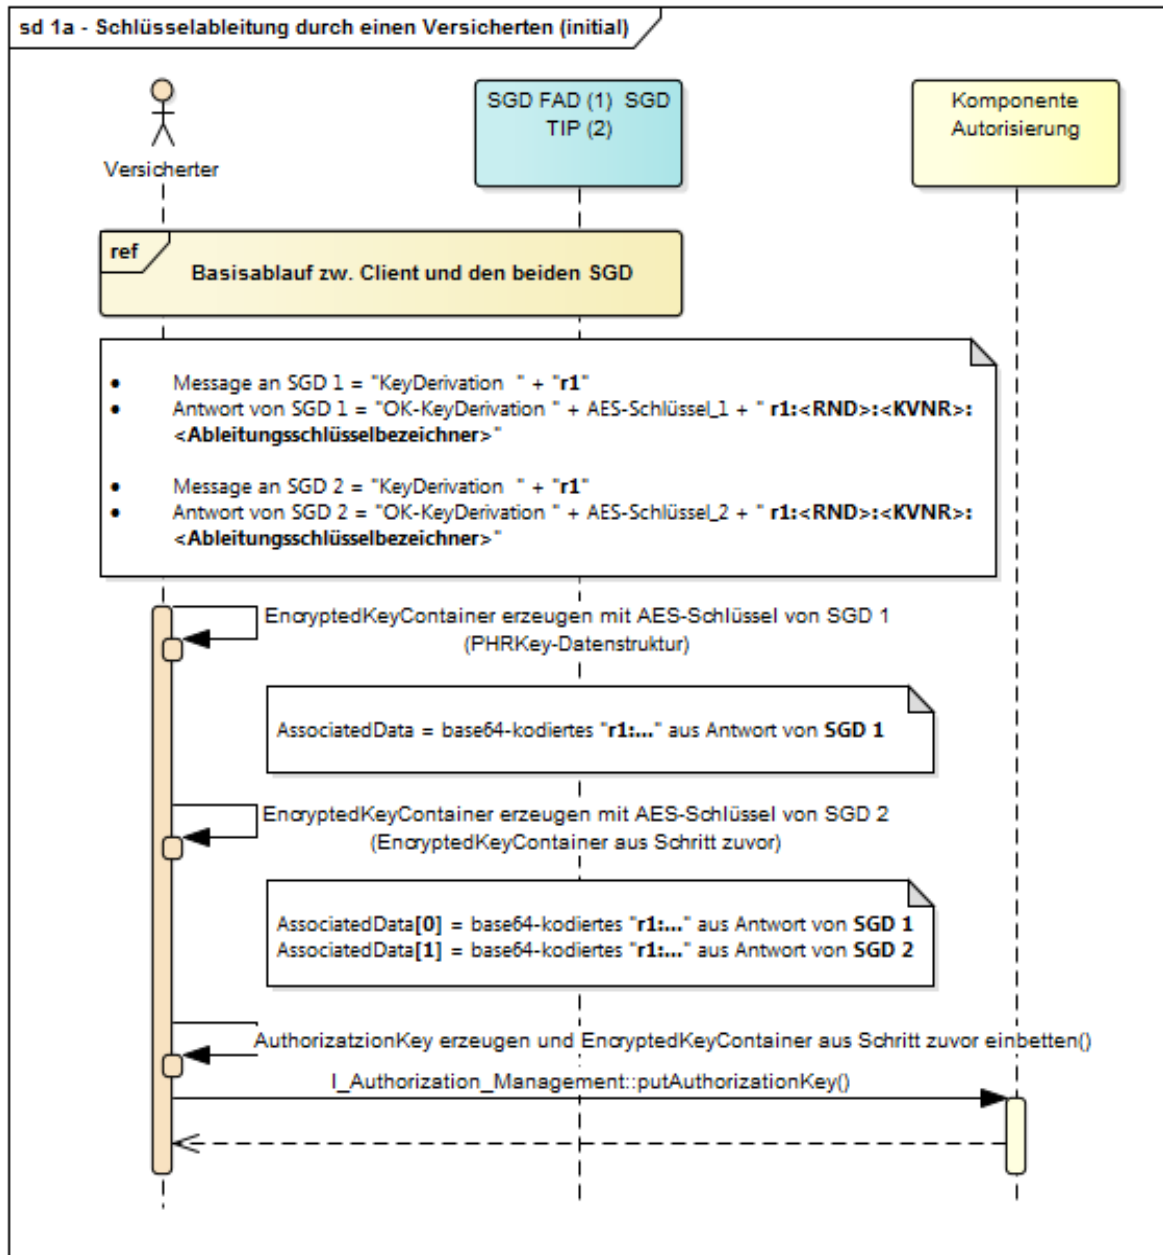 sd 1a - Schlüsselableitung durch einen Versicherten (initial)
SGD FAD (1)  SGD
TIP (2)
Komponente
Autorisierung
Versicherter
ref
Basisablauf zw. Client und den beiden SGD
• Message an SGD 1 = "KeyDerivation  " + "r1"
• Antwort von SGD 1 = "OK-KeyDerivation " + AES-Schlüssel_1 + " r1:<RND>:<KVNR>:
<Ableitungsschlüsselbezeichner>"
• Message an SGD 2 = "KeyDerivation  " + "r1"
• Antwort von SGD 2 = "OK-KeyDerivation " + AES-Schlüssel_2 + " r1:<RND>:<KVNR>:
<Ableitungsschlüsselbezeichner>"
EncryptedKeyContainer erzeugen mit AES-Schlüssel von SGD 1
(PHRKey-Datenstruktur)
AssociatedData = base64-kodiertes "r1:..." aus Antwort von SGD 1
EncryptedKeyContainer erzeugen mit AES-Schlüssel von SGD 2
(EncryptedKeyContainer aus Schritt zuvor)
AssociatedData[0] = base64-kodiertes "r1:..." aus Antwort von SGD 1
AssociatedData[1] = base64-kodiertes "r1:..." aus Antwort von SGD 2
AuthorizatzionKey erzeugen und EncryptedKeyContainer aus Schritt zuvor einbetten()
I_Authorization_Management::putAuthorizationKey()